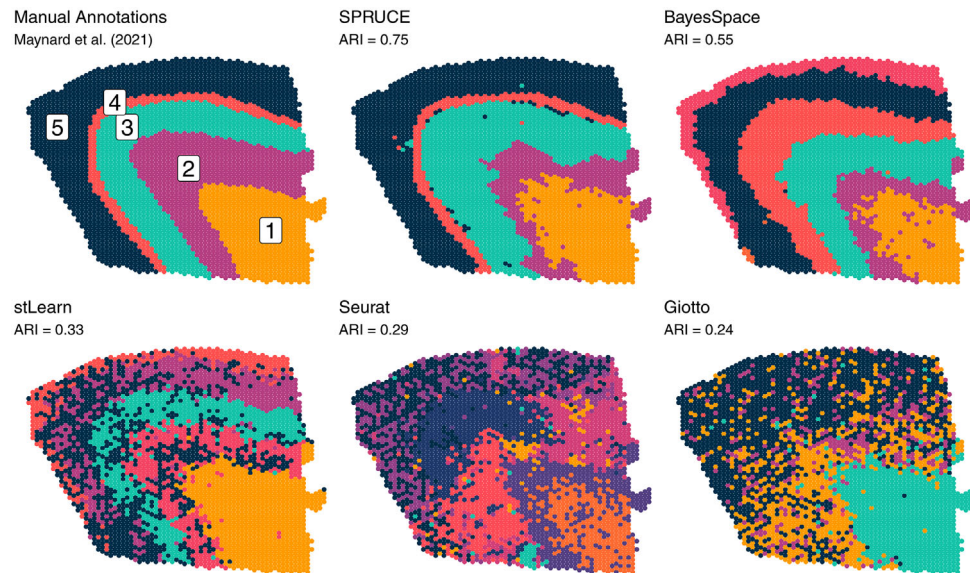 Manual Annotations
Maynard et al. (2021)
SPRUCE
ARI = 0.75
BayesSpace
ARI = 0.55
4
5
3
2
1
stLearn
ARI = 0.33
Seurat
ARI = 0.29
Giotto
ARI = 0.24